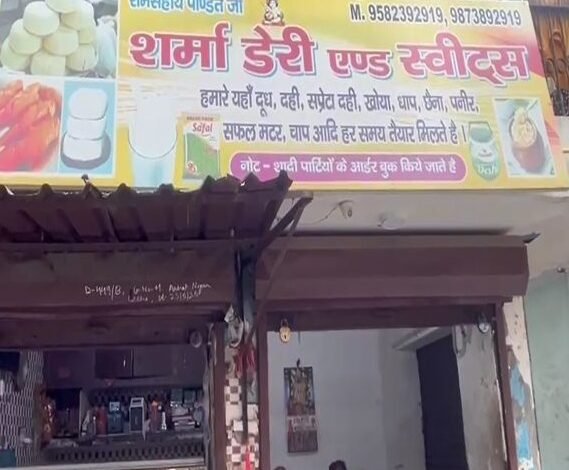 रामसहाय पण्डित जी
M. 9582392919, 9873892919
शर्मा डेरी एण्ड स्वीट्स
हमारे यहाँ दूध, दही, सप्रेटा दही, खोया, धाप, छैना, पनीर,
सफल मटर, चाप आदि हर समय तैयार मिलते है।
Safal
नोट - शादी पार्टियों के आर्डर बुक किये जाते है